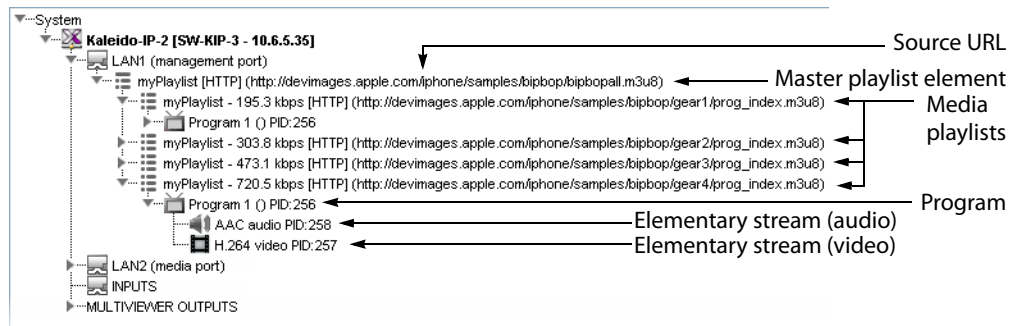 System
Kaleido-IP-2 [SW-KIP-3 - 10.6.5.35]
LAN1 (management port)
Source URL
myPlaylist [HTTP] (http://devimages.apple.com/iphone/samples/bipbop/bipbopall.m3u8)
Master playlist element
myPlaylist - 195.3 kbps [HTTP] (http://devimages.apple.com/iphone/samples/bipbop/gear1/prog_index.m3u8)
Media
playlists
Program 1 () PID:256
myPlaylist - 303.8 kbps [HTTP] (http://devimages.apple.com/iphone/samples/bipbop/gear2/prog_index.m3u8)
myPlaylist - 473.1 kbps [HTTP] (http://devimages.apple.com/iphone/samples/bipbop/gear3/prog_index.m3u8)
myPlaylist - 720.5 kbps [HTTP] (http://devimages.apple.com/iphone/samples/bipbop/gear4/prog_index.m3u8)
Program 1 () PID:256
Program
AAC audio PID:258
Elementary stream (audio)
H.264 video PID:257
Elementary stream (video)
LAN2 (media port)
INPUTS
MULTIVIEWER OUTPUTS